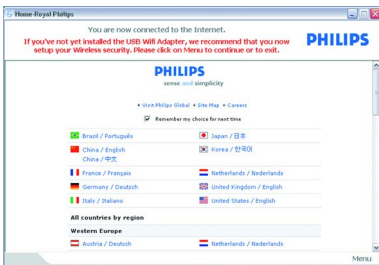 Home-Royal Philips
You are now connected to the Internet.
If you've not yet installed the USB Wifi Adapter, we recommend that you now
setup your Wireless security. Please click on Menu to continue or to exit.
PHILIPS
PHILIPS
sense and simplicity
• Visit Philips Global • Site Map • Careers
Remember my choice for next time
Brazil / Português
Japan / 日本
China / English
China / 中文
Korea / 한국어
France / Français
Netherlands / Nederlands
Germany / Deutsch
United Kingdom / English
Italy / Italiano
United States / English
All countries by region
Western Europe
Austria / Deutsch
Netherlands / Nederlands
Menu